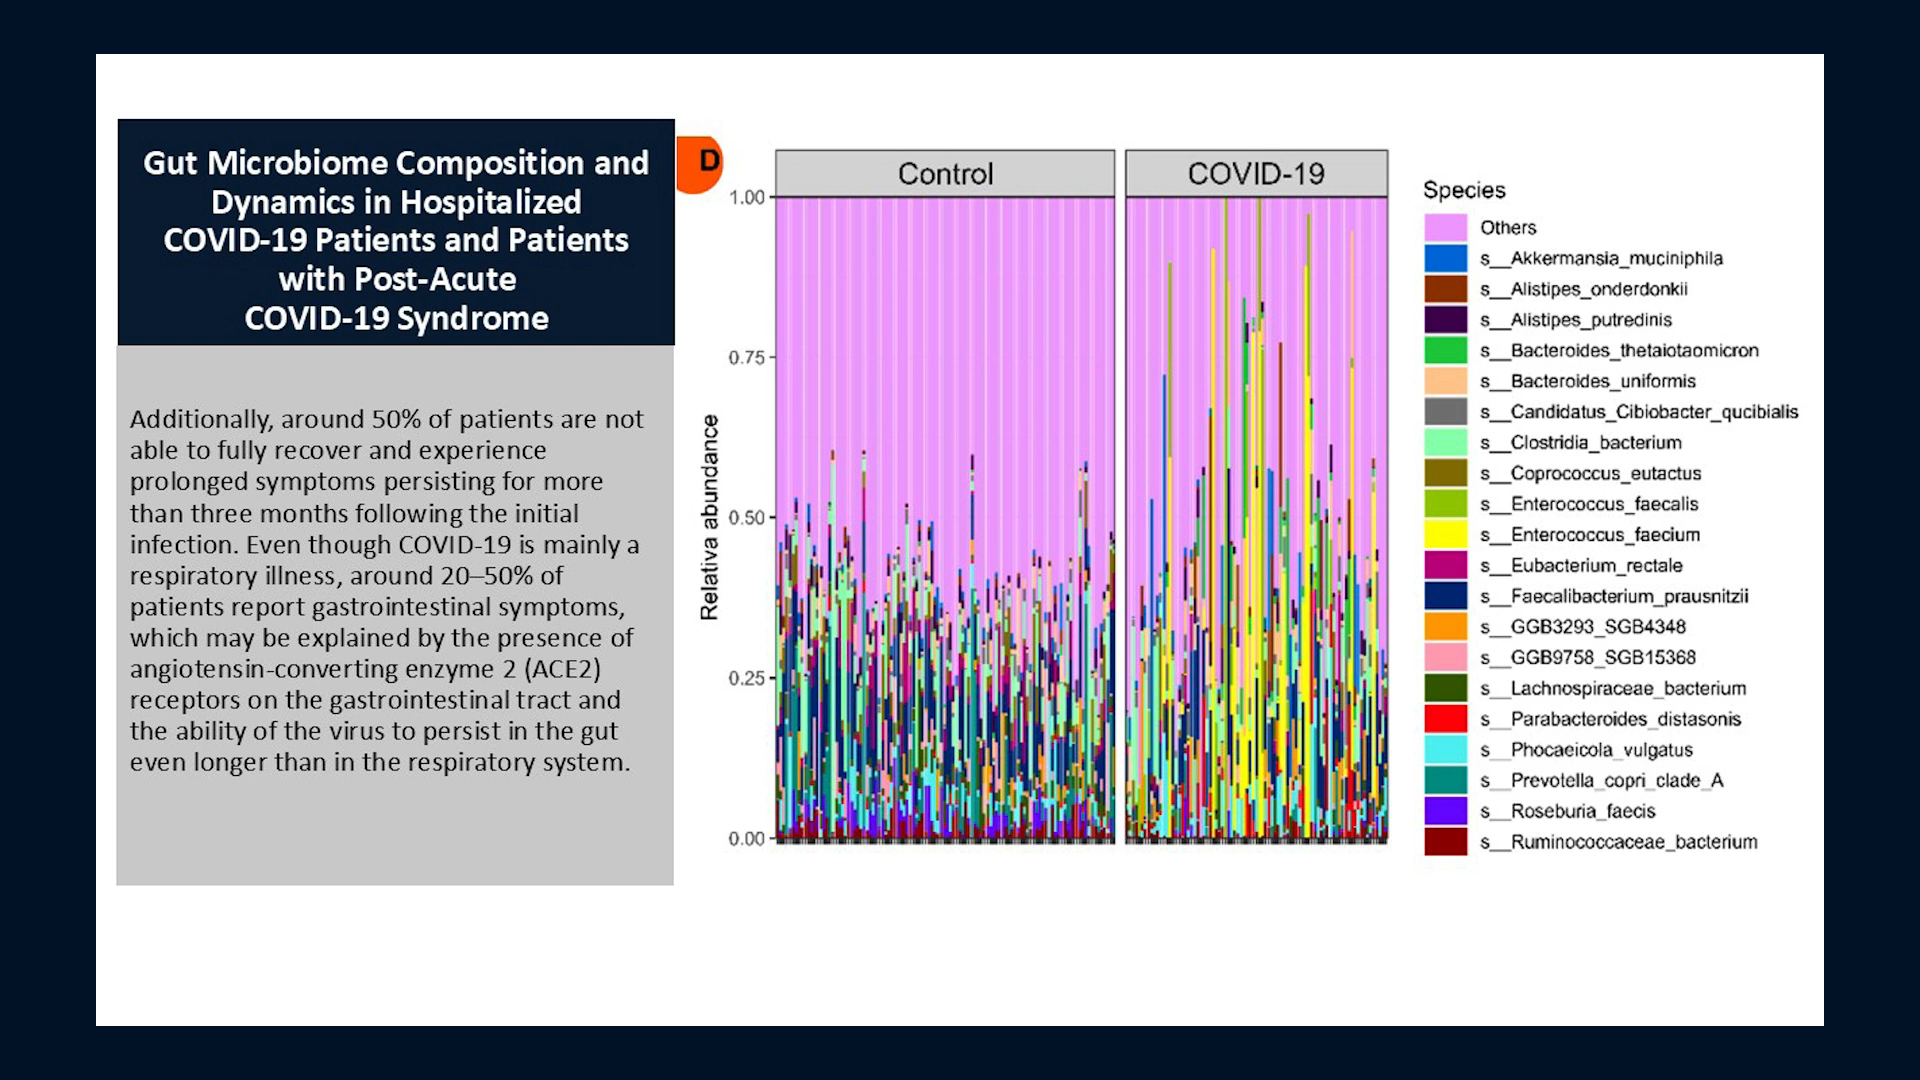 Gut Microbiome Composition and
Dynamics in Hospitalized
COVID-19 Patients and Patients
with Post-Acute
COVID-19 Syndrome
Additionally, around 50% of patients are not
able to fully recover and experience
prolonged symptoms persisting for more
than three months following the initial
infection. Even though COVID-19 is mainly a
respiratory illness, around 20–50% of
patients report gastrointestinal symptoms,
which may be explained by the presence of
angiotensin-converting enzyme 2 (ACE2)
receptors on the gastrointestinal tract and
the ability of the virus to persist in the gut
even longer than in the respiratory system.
D
Control
COVID-19
Relativa abundance
1.00
0.75
0.50
0.25
0.00
Species
Others
s__Akkermansia_muciniphila
s__Alistipes_onderdonkii
s__Alistipes_putredinis
s__Bacteroides_thetaiotaomicron
s__Bacteroides_uniformis
s__Candidatus_Cibiobacter_qucibialis
s__Clostridia_bacterium
s__Coprococcus_eutactus
s__Enterococcus_faecalis
s__Enterococcus_faecium
s__Eubacterium_rectale
s__Faecalibacterium_prausnitzii
s__GGB3293_SGB4348
s__GGB9758_SGB15368
s__Lachnospiraceae_bacterium
s__Parabacteroides_distasonis
s__Phocaeicola_vulgatus
s__Prevotella_copri_clade_A
s__Roseburia_faecis
s__Ruminococcaceae_bacterium